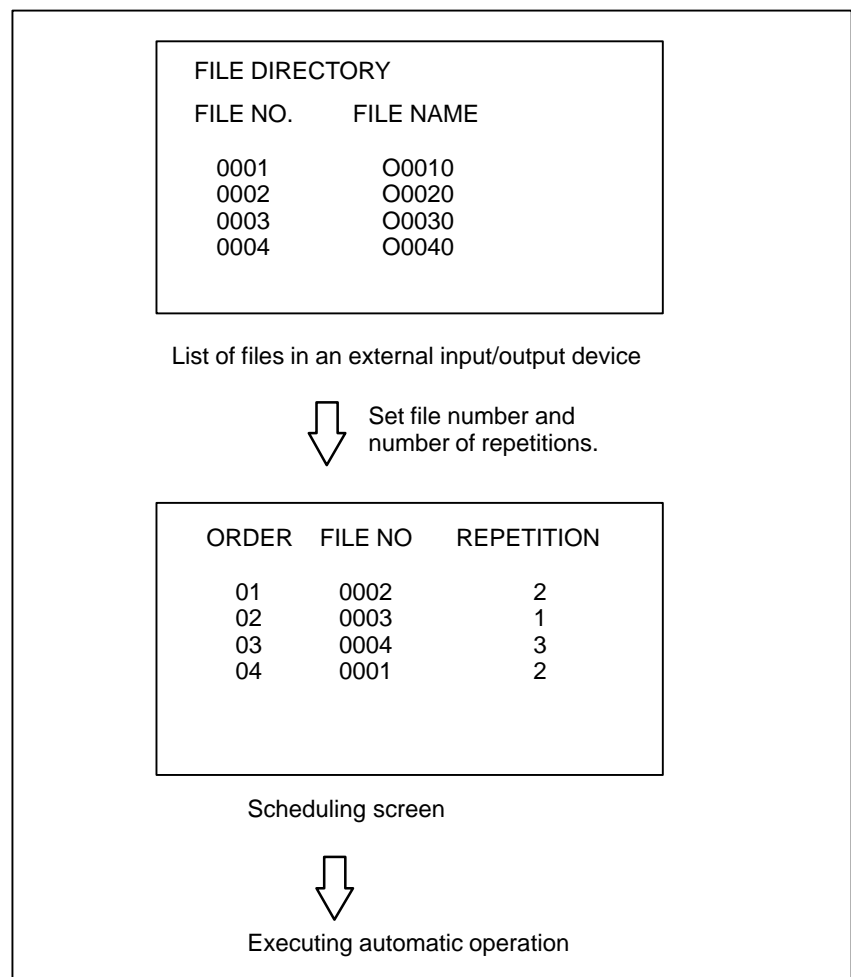 FILE DIRECTORY
FILE NO. FILE NAME
0001 O0010
0002 O0020
0003 O0030
0004 O0040
List of files in an external input/output device
Set file number and
number of repetitions.
ORDER FILE NO REPETITION
01 0002 2
02 0003 1
03 0004 3
04 0001 2
Scheduling screen
Executing automatic operation